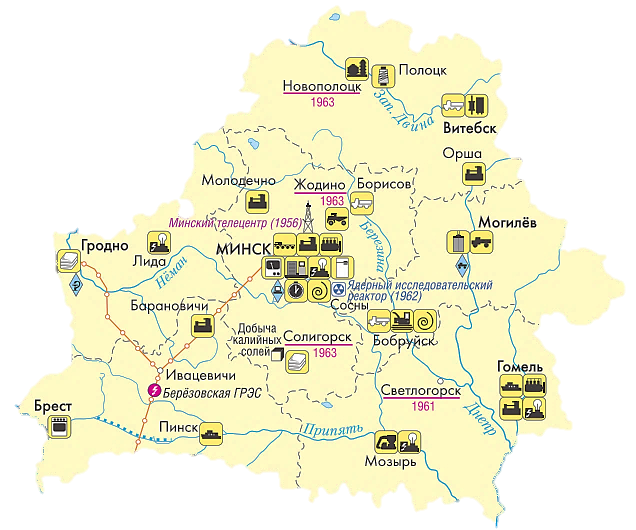 Полоцк
Новополоцк
1963
Зап. Двина
Витебск
Орша
Молодечно
Жодино
1963
Борисов
Минский телецентр (1956)
Могилёв
Гродно
Лида
МИНСК
Березина
Нёман
Ядерный исследовательский
реактор (1962)
Сосны
Барановичи
Добыча
калийных
солей
Солигорск
1963
Бобруйск
Ивацевичи
Берёзовская ГРЭС
Светлогорск
1961
Гомель
Брест
Пинск
Припять
Днепр
Мозырь